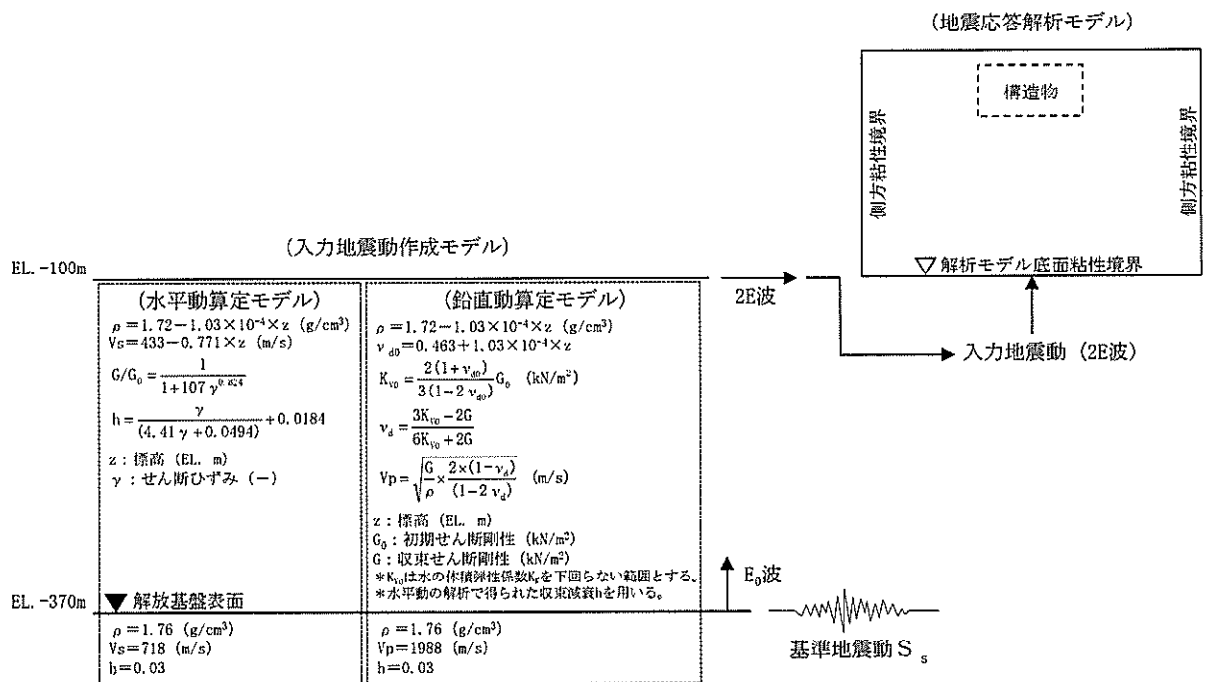 (地震応答解析モデル)
構造物
側方粘性境界
側方粘性境界
▽解析モデル底面粘性境界
(入力地震動作成モデル)
EL. -100m
2E波
入力地震動 (2E波)
(水平動算定モデル)
ρ=1.72-1.03×10⁻⁴×z (g/cm³)
Vs=433-0.771×z (m/s)
G/G₀=1/(1+107γ^0.824)
h=γ/(4.41γ+0.0494)+0.0184
z：標高 (EL. m)
γ：せん断ひずみ (-)
(鉛直動算定モデル)
ρ=1.72-1.03×10⁻⁴×z (g/cm³)
ν_d0=0.463+1.03×10⁻⁴×z
K_V0=2(1+ν_d0)/3(1-2ν_d0) G₀ (kN/m²)
ν_d=(3K_V0-2G)/(6K_V0+2G)
Vp=√(G/ρ×2×(1-ν_d)/(1-2ν_d)) (m/s)
z：標高 (EL. m)
G₀：初期せん断剛性 (kN/m²)
G：収束せん断剛性 (kN/m²)
*K_V0は水の体積弾性係数K_fを下回らない範囲とする。
*水平動の解析で得られた収束減衰hを用いる。
E₀波
EL. -370m
▼解放基盤表面
ρ=1.76 (g/cm³)
Vs=718 (m/s)
h=0.03
ρ=1.76 (g/cm³)
Vp=1988 (m/s)
h=0.03
基準地震動Sₛ